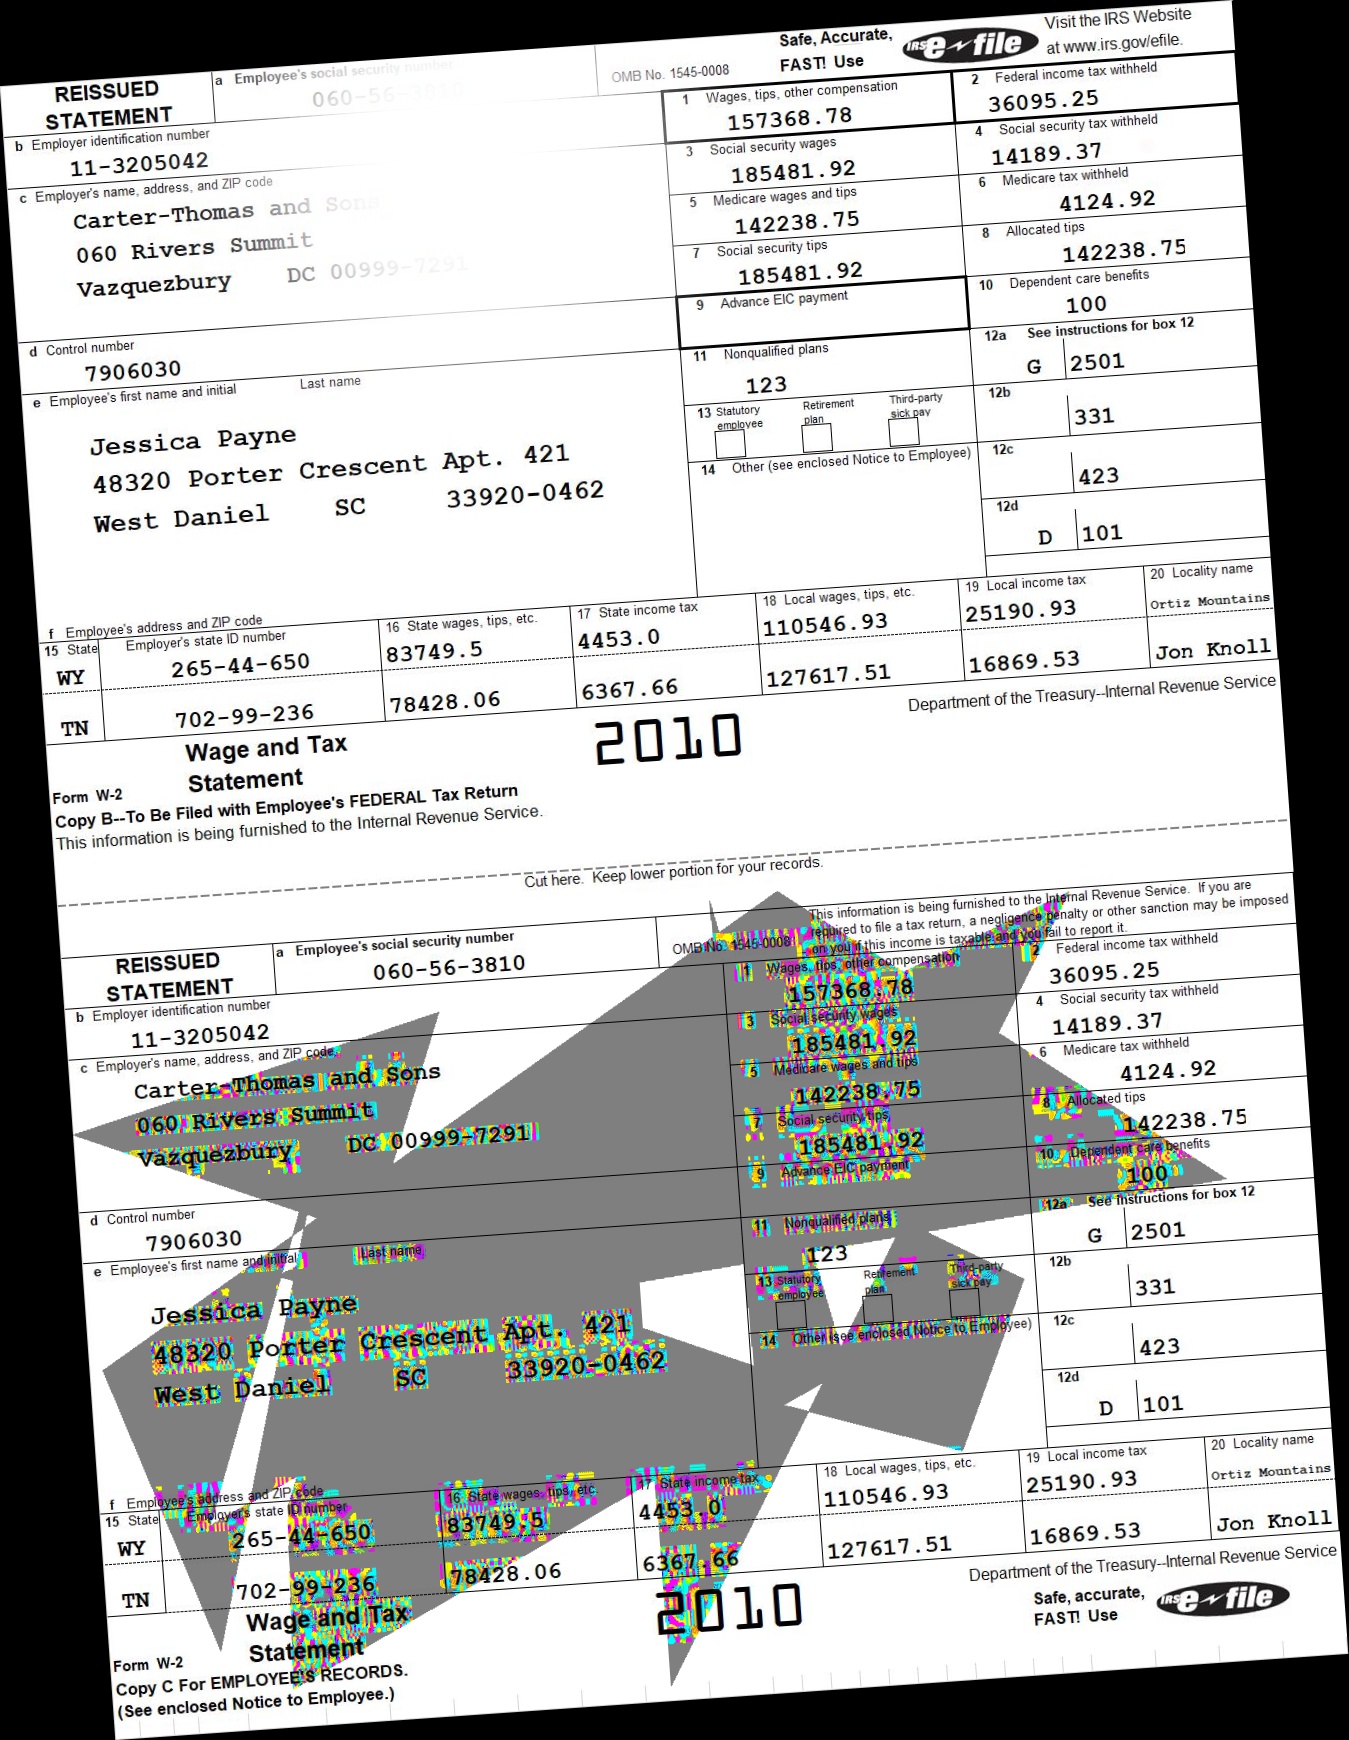 Safe, Accurate,
FAST! Use
IRS e-file
Visit the IRS Website
at www.irs.gov/efile.
REISSUED
STATEMENT
a Employee's social security number
060-56-3810
OMB No. 1545-0008
1 Wages, tips, other compensation
157368.78
2 Federal income tax withheld
36095.25
b Employer identification number
11-3205042
3 Social security wages
185481.92
4 Social security tax withheld
14189.37
c Employer's name, address, and ZIP code
Carter-Thomas and Sons
060 Rivers Summit
Vazquezbury DC 00999-7291
5 Medicare wages and tips
142238.75
6 Medicare tax withheld
4124.92
7 Social security tips
185481.92
8 Allocated tips
142238.75
9 Advance EIC payment
10 Dependent care benefits
100
d Control number
7906030
11 Nonqualified plans
123
12a See instructions for box 12
G 2501
e Employee's first name and initial Last name
Jessica Payne
48320 Porter Crescent Apt. 421
West Daniel SC 33920-0462
13 Statutory employee
Retirement plan
Third-party sick pay
12b
331
14 Other (see enclosed Notice to Employee)
12c
423
12d
D 101
f Employee's address and ZIP code
15 State Employer's state ID number
16 State wages, tips, etc.
17 State income tax
18 Local wages, tips, etc.
19 Local income tax
20 Locality name
WY 265-44-650 83749.5 4453.0 110546.93 25190.93 Ortiz Mountains
TN 702-99-236 78428.06 6367.66 127617.51 16869.53 Jon Knoll
Form W-2
Wage and Tax
Statement
2010
Department of the Treasury--Internal Revenue Service
Copy B--To Be Filed with Employee's FEDERAL Tax Return
This information is being furnished to the Internal Revenue Service.
Cut here. Keep lower portion for your records.
This information is being furnished to the Internal Revenue Service. If you are
required to file a tax return, a negligence penalty or other sanction may be imposed
on you if this income is taxable and you fail to report it.
REISSUED
STATEMENT
a Employee's social security number
060-56-3810
OMB No. 1545-0008
1 Wages, tips, other compensation
157368.78
2 Federal income tax withheld
36095.25
b Employer identification number
11-3205042
3 Social security wages
185481.92
4 Social security tax withheld
14189.37
c Employer's name, address, and ZIP code
Carter-Thomas and Sons
060 Rivers Summit
Vazquezbury DC 00999-7291
5 Medicare wages and tips
142238.75
6 Medicare tax withheld
4124.92
7 Social security tips
185481.92
8 Allocated tips
142238.75
9 Advance EIC payment
10 Dependent care benefits
100
d Control number
7906030
11 Nonqualified plans
123
12a See instructions for box 12
G 2501
e Employee's first name and initial Last name
Jessica Payne
48320 Porter Crescent Apt. 421
West Daniel SC 33920-0462
13 Statutory employee
Retirement plan
Third-party sick pay
12b
331
14 Other (see enclosed Notice to Employee)
12c
423
12d
D 101
f Employee's address and ZIP code
15 State Employer's state ID number
16 State wages, tips, etc.
17 State income tax
18 Local wages, tips, etc.
19 Local income tax
20 Locality name
WY 265-44-650 83749.5 4453.0 110546.93 25190.93 Ortiz Mountains
TN 702-99-236 78428.06 6367.66 127617.51 16869.53 Jon Knoll
Form W-2
Wage and Tax
Statement
2010
Department of the Treasury--Internal Revenue Service
Safe, accurate,
FAST! Use
IRS e-file
Copy C For EMPLOYEE'S RECORDS.
(See enclosed Notice to Employee.)